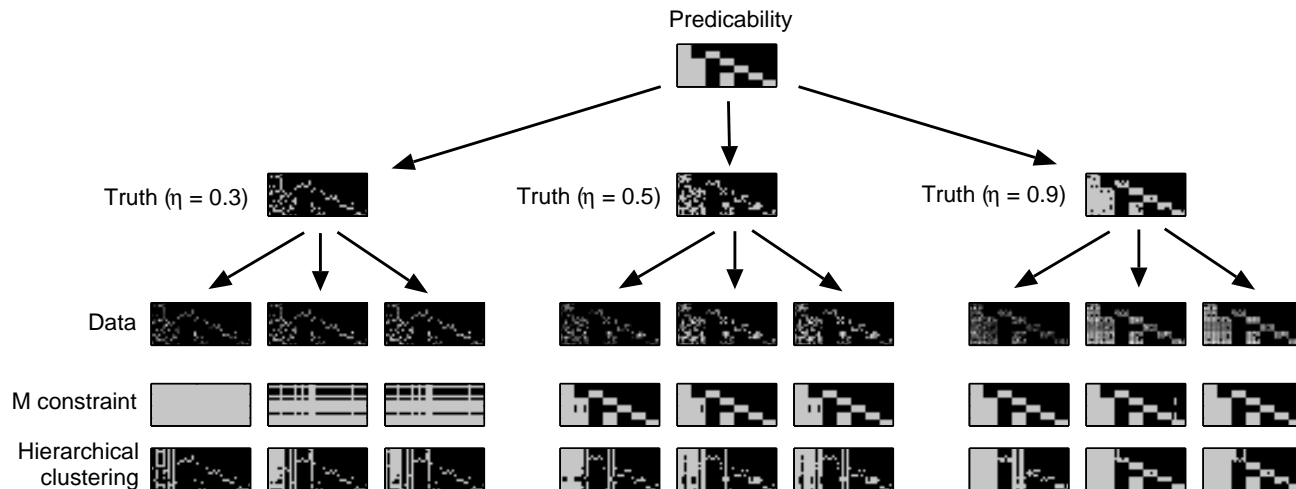 Predicability
Truth (η = 0.3)
Truth (η = 0.5)
Truth (η = 0.9)
Data
M constraint
Hierarchical
clustering